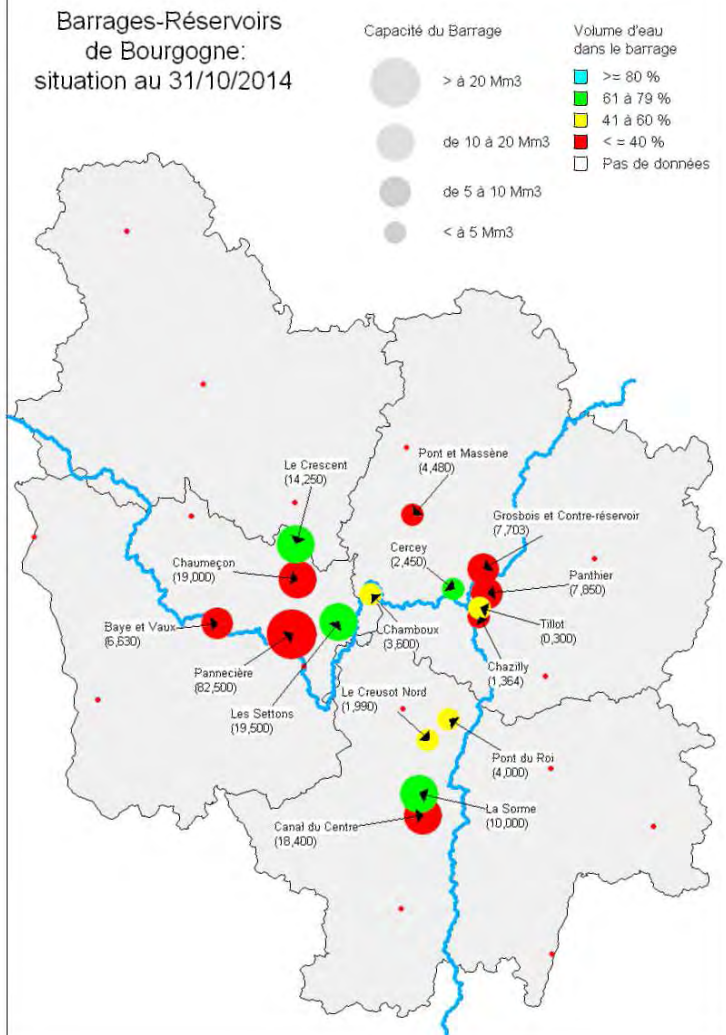 Barrages-Réservoirs
de Bourgogne:
situation au 31/10/2014
Capacité du Barrage
> à 20 Mm3
de 10 à 20 Mm3
de 5 à 10 Mm3
< à 5 Mm3
Volume d'eau
dans le barrage
>= 80 %
61 à 79 %
41 à 60 %
< = 40 %
Pas de données
Le Crescent
(14,250)
Pont et Massène
(4,480)
Grosbois et Contre-réservoir
(7,703)
Chaumeçon
(19,000)
Cercey
(2,450)
Panthier
(7,850)
Baye et Vaux
(6,630)
Chamboux
(3,600)
Tillot
(0,300)
Pannecière
(82,500)
Chazilly
(1,364)
Les Settons
(19,500)
Le Creusot Nord
(1,990)
Pont du Roi
(4,000)
La Sorme
(10,000)
Canal du Centre
(18,400)